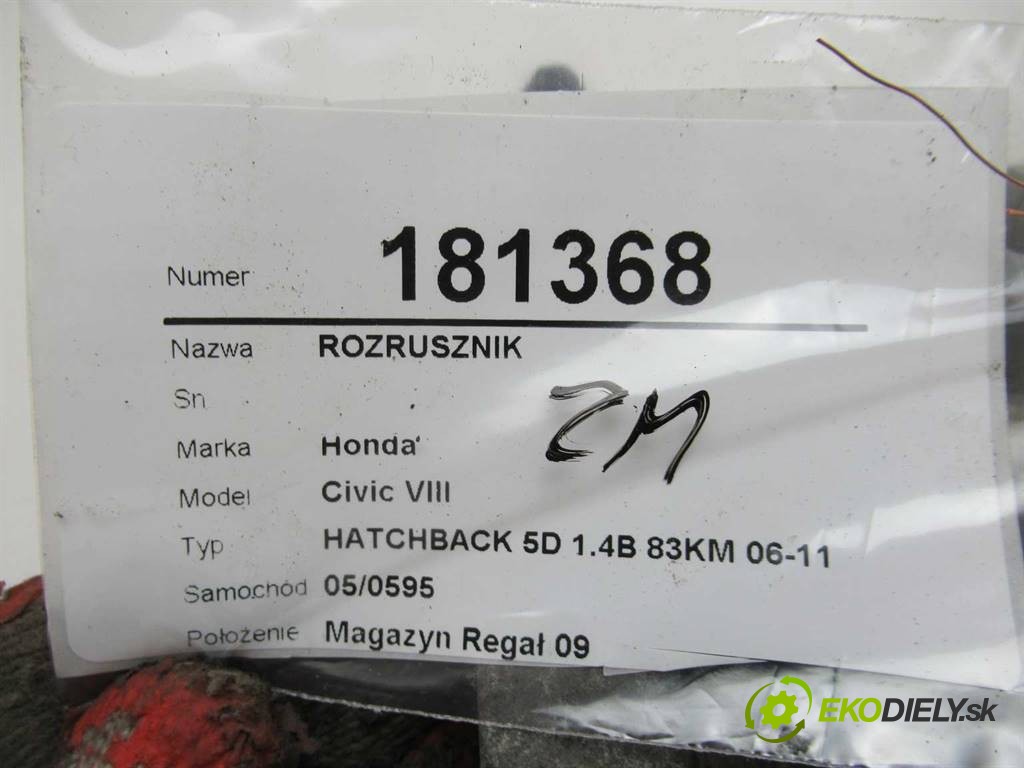 Numer 181368
Nazwa ROZRUSZNIK
Sn
ZM
Marka Honda
Model Civic VIII
Typ HATCHBACK 5D 1.4B 83KM 06-11
Samochód 05/0595
Położenie Magazyn Regał 09
EKODIELY.sk